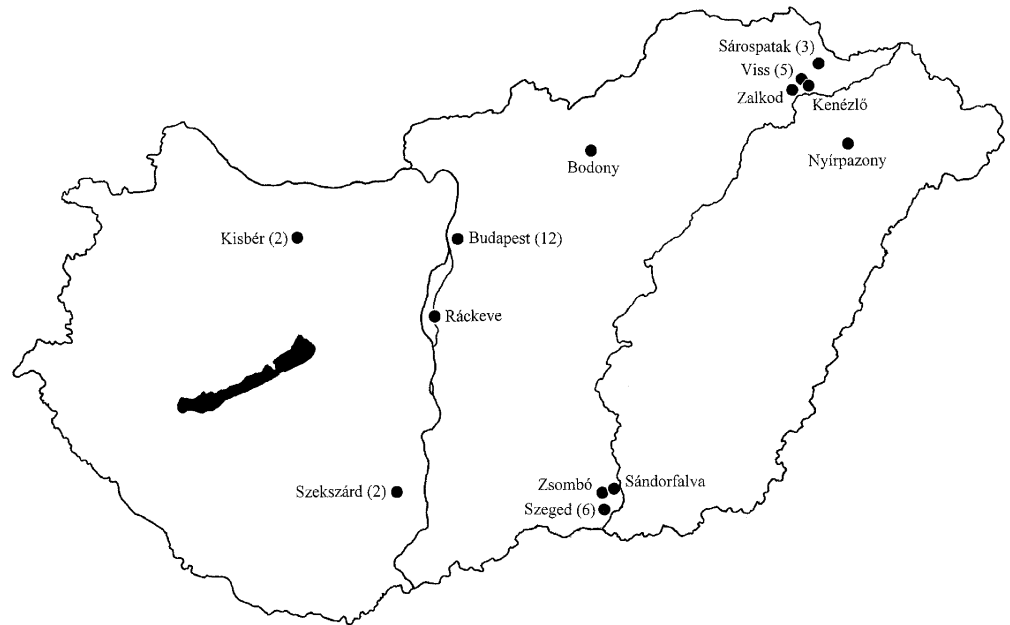 Sárospatak (3)
Viss (5)
Zalkod
Kenézlő
Nyírpazony
Bodony
Kisbér (2)
Budapest (12)
Ráckeve
Szekszárd (2)
Zsombó
Sándorfalva
Szeged (6)